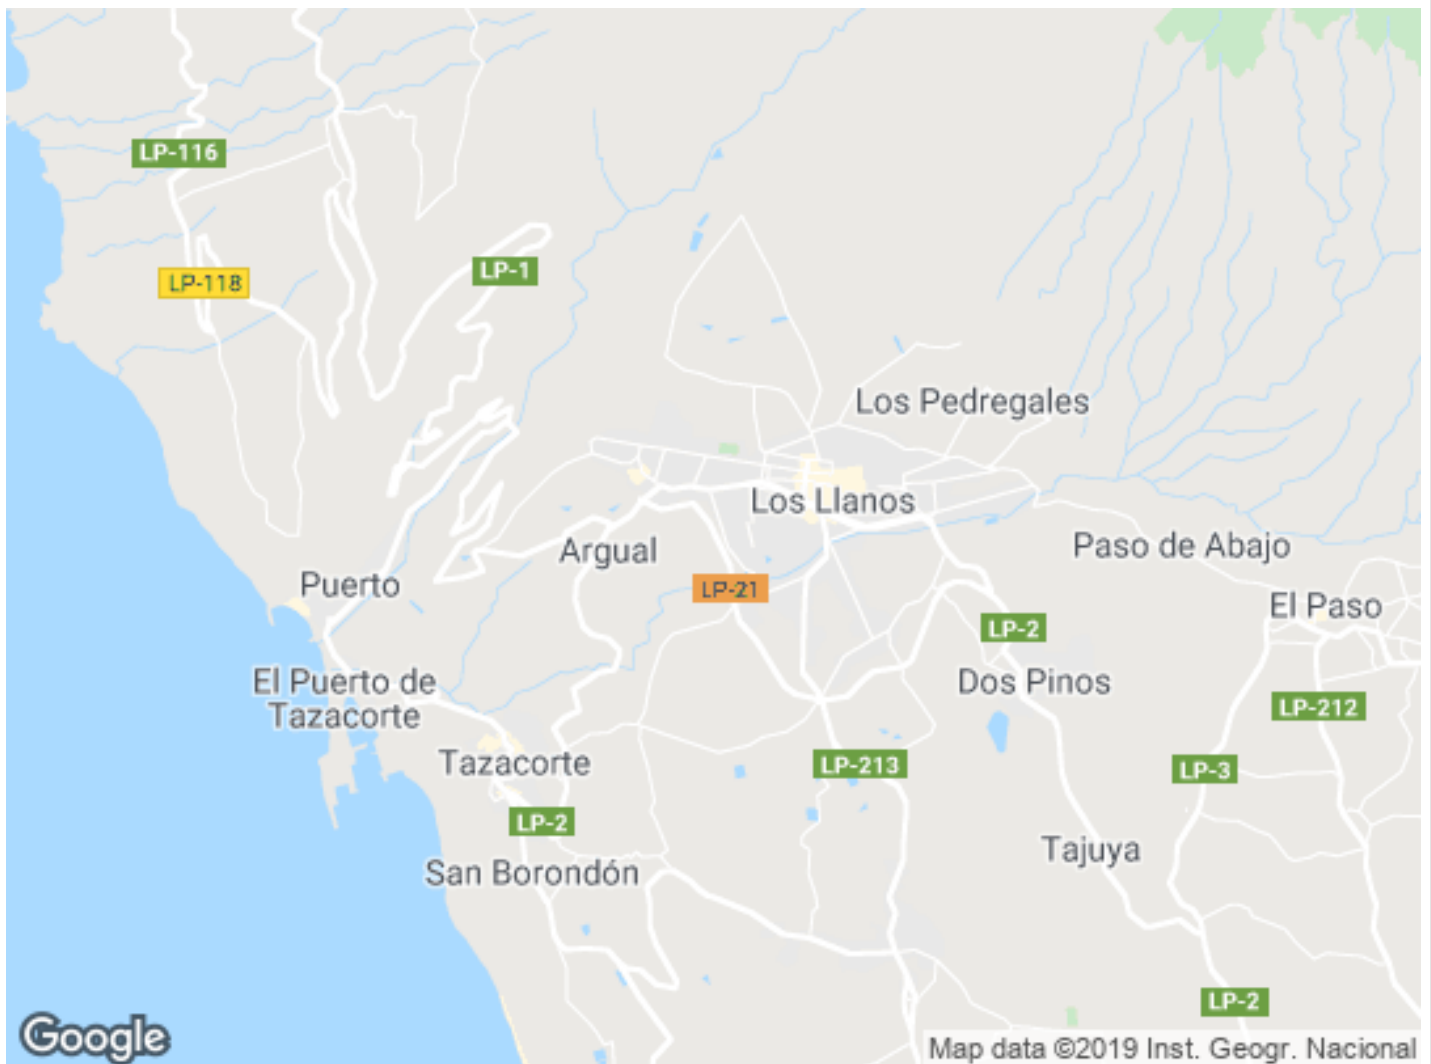 LP-116
LP-1
LP-118
Los Pedregales
Los Llanos
Argual
Paso de Abajo
Puerto
LP-21
El Paso
LP-2
El Puerto de
Tazacorte
Dos Pinos
LP-212
Tazacorte
LP-213
LP-3
LP-2
Tajuya
San Borondón
LP-2
Google
Map data ©2019 Inst. Geogr. Nacional